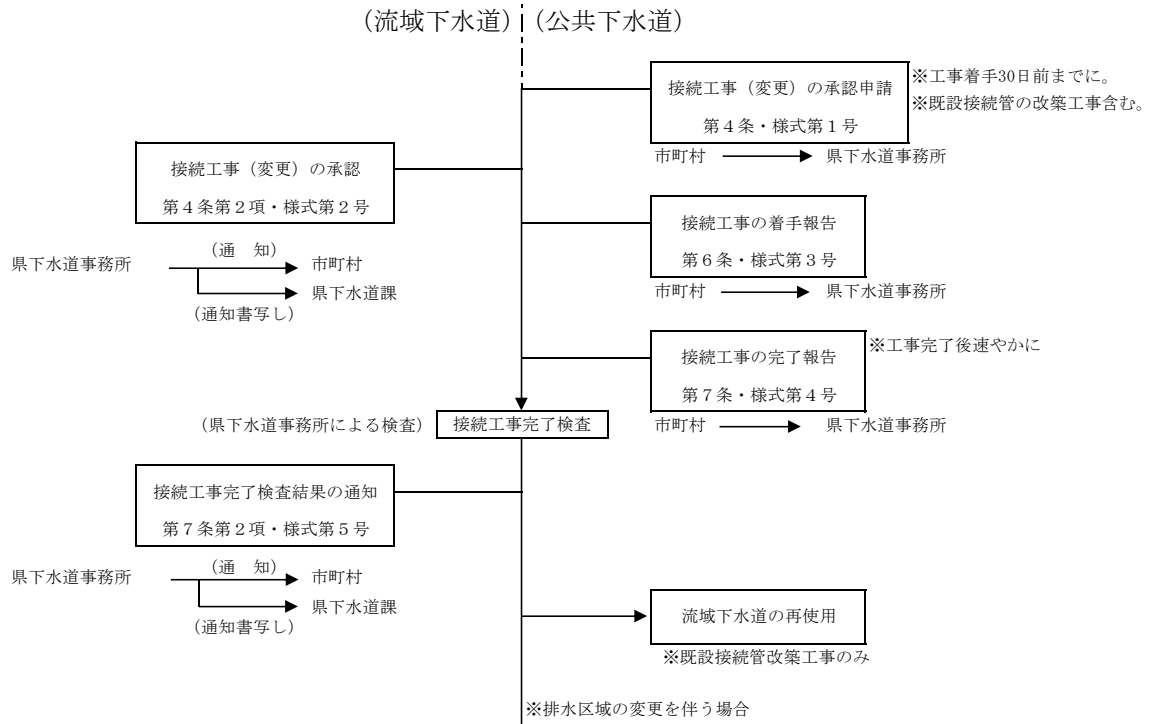 (流域下水道) (公共下水道)
接続工事（変更）の承認申請
第４条・様式第１号
※工事着手30日前までに。
※既設接続管の改築工事含む。
市町村 県下水道事務所
接続工事（変更）の承認
第４条第２項・様式第２号
(通　知)
県下水道事務所 市町村
県下水道課
(通知書写し)
接続工事の着手報告
第６条・様式第３号
市町村 県下水道事務所
接続工事の完了報告
第７条・様式第４号
※工事完了後速やかに
市町村 県下水道事務所
(県下水道事務所による検査) 接続工事完了検査
接続工事完了検査結果の通知
第７条第２項・様式第５号
(通　知)
県下水道事務所 市町村
県下水道課
(通知書写し)
流域下水道の再使用
※既設接続管改築工事のみ
※排水区域の変更を伴う場合